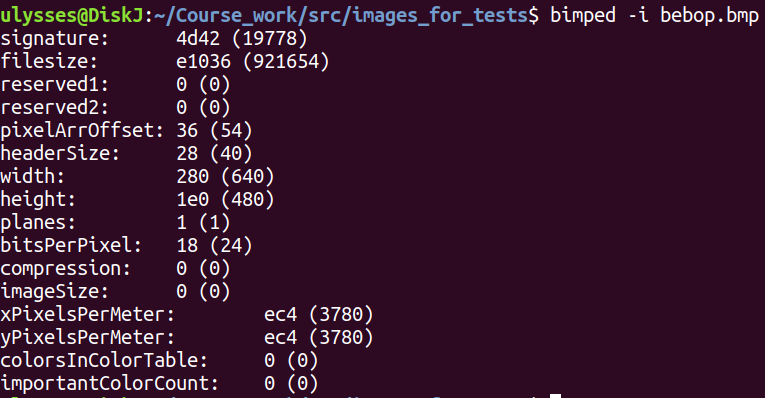 ulysses@DiskJ:~/Course_work/src/images_for_tests$ bimped -i bebop.bmp
signature: 4d42 (19778)
filesize: e1036 (921654)
reserved1: 0 (0)
reserved2: 0 (0)
pixelArrOffset: 36 (54)
headerSize: 28 (40)
width: 280 (640)
height: 1e0 (480)
planes: 1 (1)
bitsPerPixel: 18 (24)
compression: 0 (0)
imageSize: 0 (0)
xPixelsPerMeter: ec4 (3780)
yPixelsPerMeter: ec4 (3780)
colorsInColorTable: 0 (0)
importantColorCount: 0 (0)